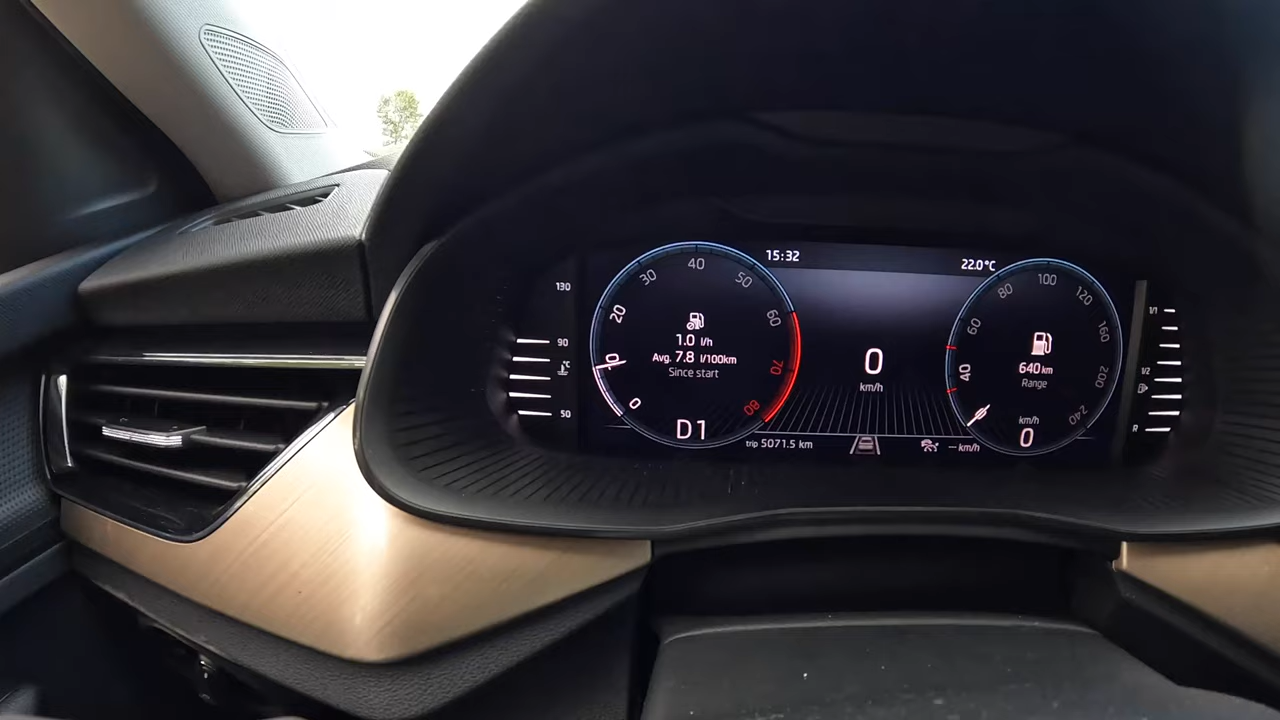 15:32
22.0°C
130
90
°C
50
0
10
20
30
40
50
60
70
80
1.0 l/h
Avg. 7.8 l/100km
Since start
D1
0
km/h
trip 5071.5 km
-- km/h
40
60
80
100
120
160
200
240
640 km
Range
km/h
0
1/1
1/2
R